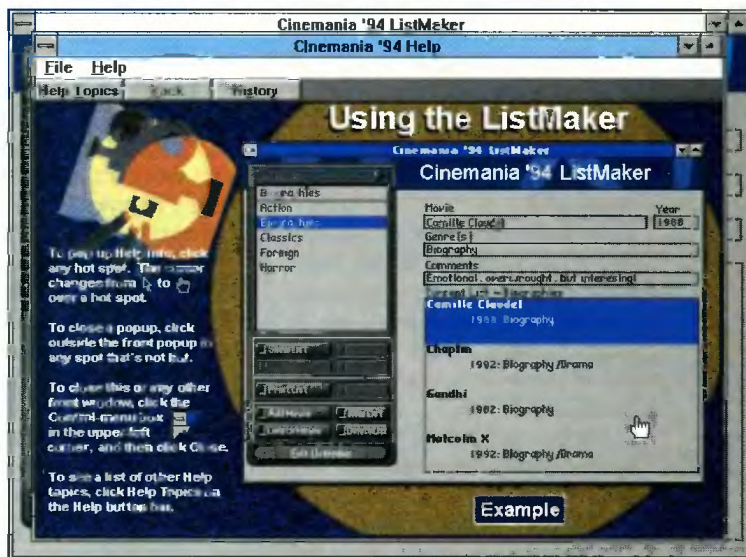 Cinemania '94 ListMaker
Cinemania '94 Help
File Help
Help Topics Back History
Using the ListMaker
To pop up Help info, click
any hot spot. The cursor
changes from to
over a hot spot.
To close a popup, click
outside the front popup in
any spot that's not hot.
To close this or any other
front window, click the
Control-menu box
in the upper left
corner, and then click Close.
To see a list of other Help
topics, click Help Topics on
the Help button bar.
Cinemania '94 ListMaker
Cinemania '94 ListMaker
Action
Classics
Foreign
Horror
Movie Year
Camille Claudel 1988
Genre(s)
Biography
Comments
Emotional, overwrought, but interesting!
Camille Claudel
1988: Biography
Chaplin
1992: Biography /Drama
Gandhi
1982: Biography
Malcolm X
1992: Biography /Drama
Example